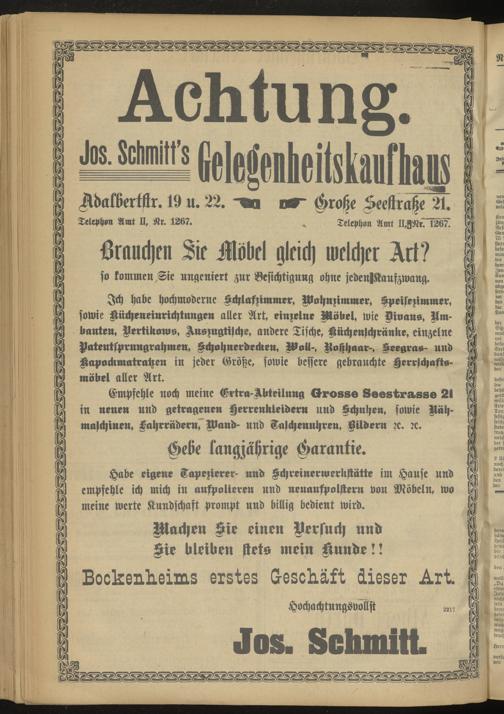 Achtung.
Jos. Schmitt's Gelegenheitskaufhaus
Adalbertstr. 19 u. 22. Große Seestraße 21.
Telephon Amt II, Nr. 1267. Telephon Amt II, Nr. 1267.
Brauchen Sie Möbel gleich welcher Art?
so kommen Sie ungeniert zur Besichtigung ohne jeden Kaufzwang.
Ich habe hochmoderne Schlafzimmer, Wohnzimmer, Speisezimmer,
sowie Kücheneinrichtungen aller Art, einzelne Möbel, wie Divans, Um-
bauten, Vertikows, Auszugtische, andere Tische, Küchenschränke, einzelne
Patentsprungrahmen, Schohnerdecken, Woll-, Roßhaar-, Seegras- und
Kapockmatratzen in jeder Größe, sowie bessere gebrauchte Herrschafts-
möbel aller Art.
Empfehle noch meine Extra-Abteilung Grosse Seestrasse 21
in neuen und getragenen Herrenkleidern und Schuhen, sowie Näh-
maschinen, Fahrrädern, Wand- und Taschenuhren, Bildern ꝛc. ꝛc.
Gebe langjährige Garantie.
Habe eigene Tapezierer- und Schreinerwerkstätte im Hause und
empfehle ich mich in aufpolieren und neuaufpolstern von Möbeln, wo
meine werte Kundschaft prompt und billig bedient wird.
Machen Sie einen Versuch und
Sie bleiben stets mein Kunde!!
Bockenheims erstes Geschäft dieser Art.
Hochachtungsvollst
Jos. Schmitt.